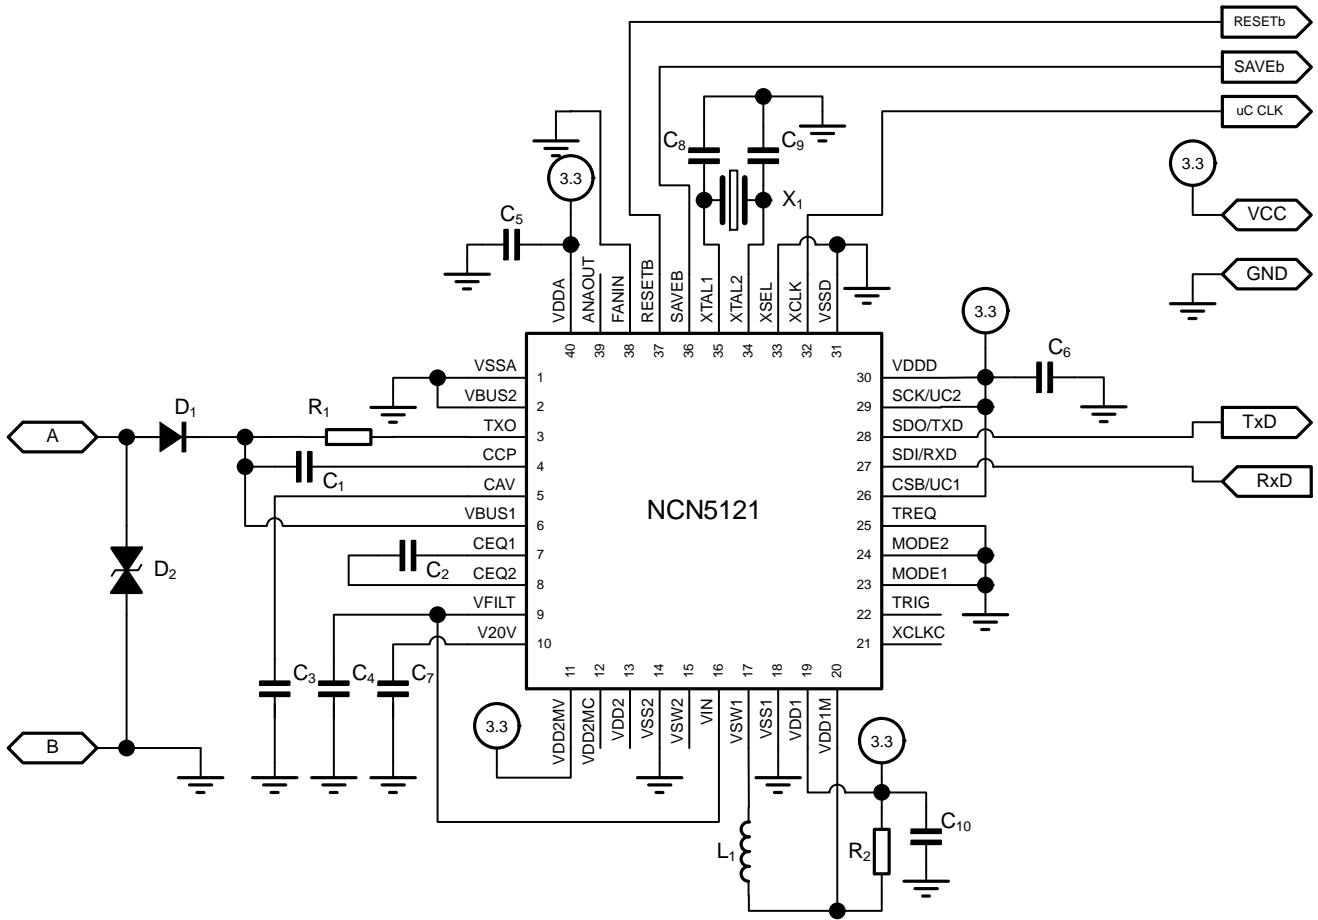 RESETb
SAVEb
uC CLK
C8
C9
3.3
3.3
X1
C5
VCC
GND
VDDA
ANAOUT
FANIN
RESETB
SAVEB
XTAL1
XTAL2
XSEL
XCLK
VSSD
3.3
40
39
38
37
36
35
34
33
32
31
C6
VSSA
1
30
VDDD
VBUS2
2
29
SCK/UC2
D1
R1
TXO
3
28
SDO/TXD
TxD
A
CCP
4
27
SDI/RXD
C1
CAV
5
26
CSB/UC1
RxD
NCN5121
VBUS1
6
25
TREQ
CEQ1
7
24
MODE2
D2
C2
CEQ2
8
23
MODE1
VFILT
9
22
TRIG
V20V
10
21
XCLKC
C3
C4
C7
11
12
13
14
15
16
17
18
19
20
3.3
VDD2MV
VDD2MC
VDD2
VSS2
VSW2
VIN
VSW1
VSS1
VDD1
VDD1M
3.3
B
C10
L1
R2